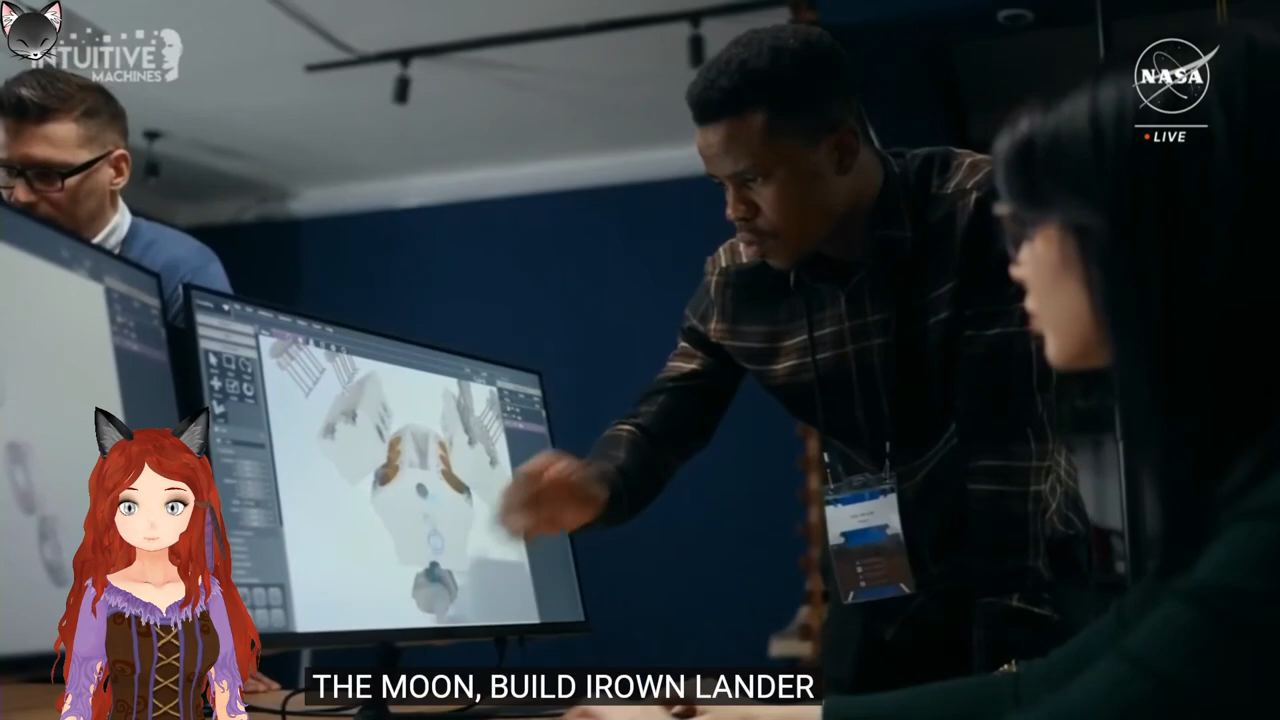 INTUITIVE
MACHINES
NASA
LIVE
THE MOON, BUILD IROWN LANDER